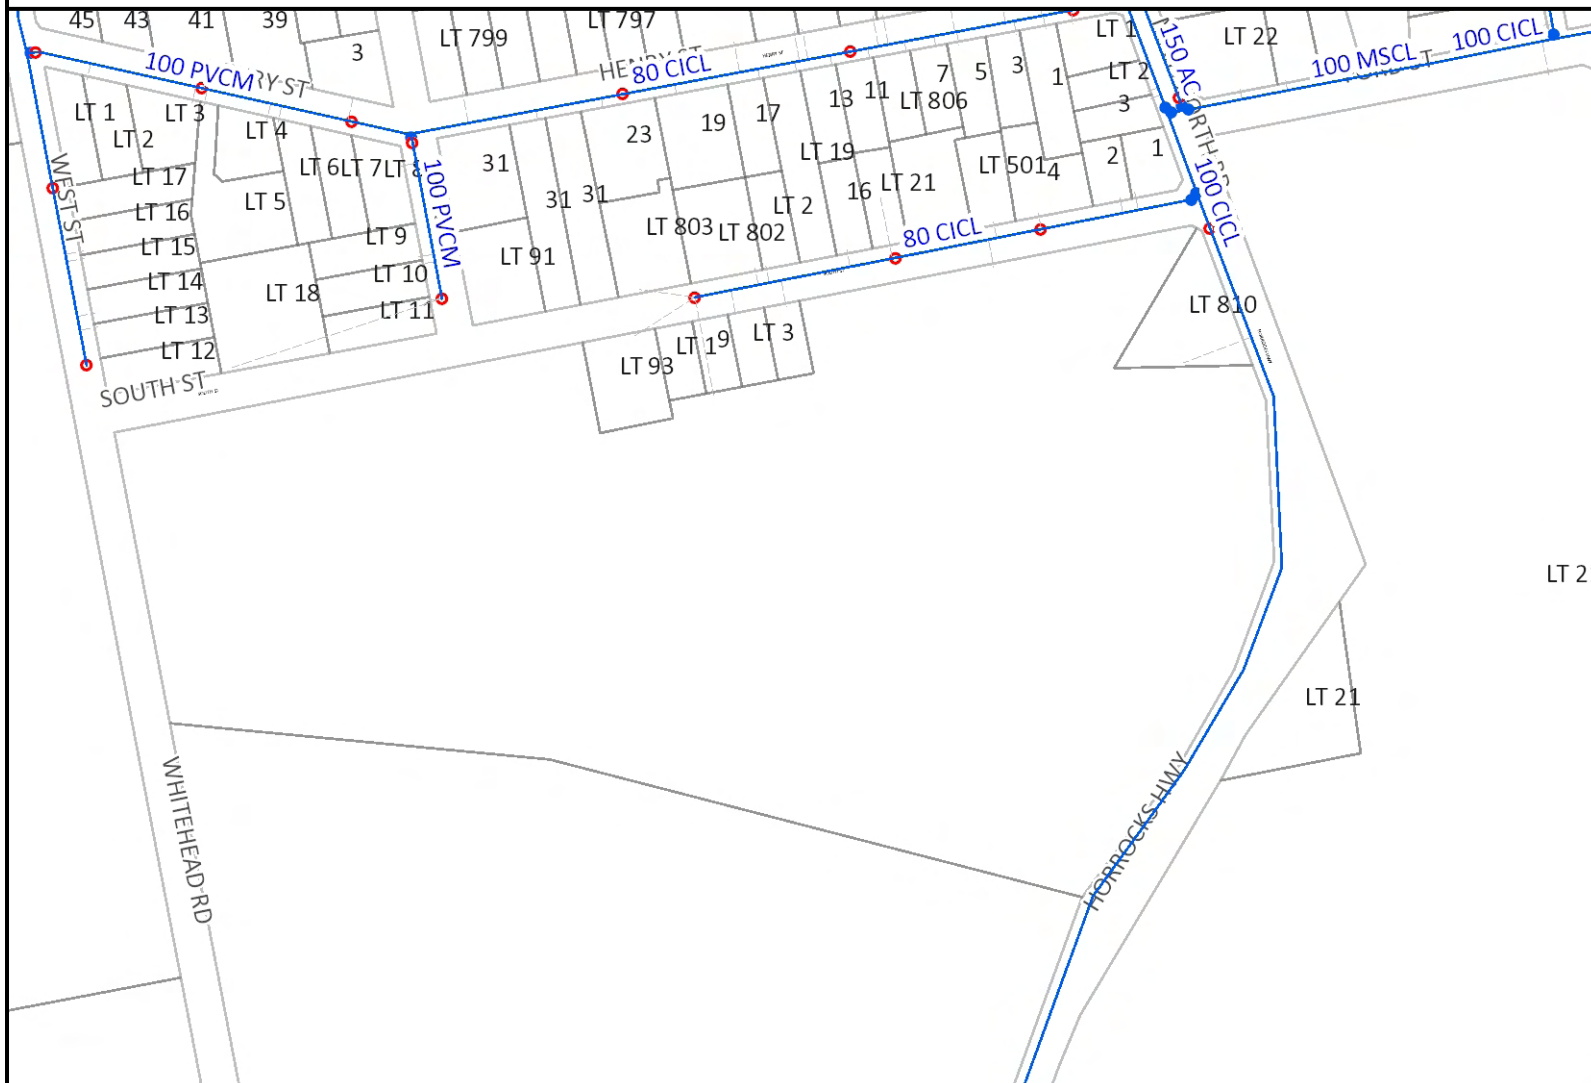 45
43
41
39
3
LT 799
LT 797
LT 1
LT 22
100 CICL
100 MSCL
150 AC
100 PVCM
80 CICL
LT 1
LT 2
LT 3
LT 4
LT 6
LT 7
23
19
17
13
11
7
5
3
1
LT 806
LT 2
3
2
1
31
31
31
LT 19
16
LT 21
LT 501
4
LT 17
LT 16
LT 15
LT 14
LT 13
LT 12
LT 5
LT 9
LT 10
LT 11
LT 18
100 PVCM
LT 91
LT 803
LT 802
LT 2
80 CICL
100 CICL
LT 810
WEST ST
SOUTH ST
LT 93
LT 1
9
LT 3
LT 2
LT 21
WHITEHEAD RD
HORROCKS HWY